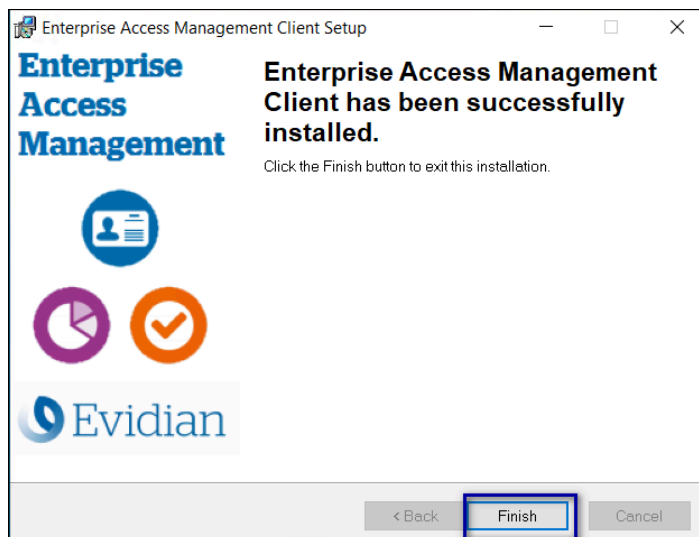 Enterprise Access Management Client Setup
Enterprise
Access
Management
Enterprise Access Management
Client has been successfully
installed.
Click the Finish button to exit this installation.
Evidian
< Back
Finish
Cancel